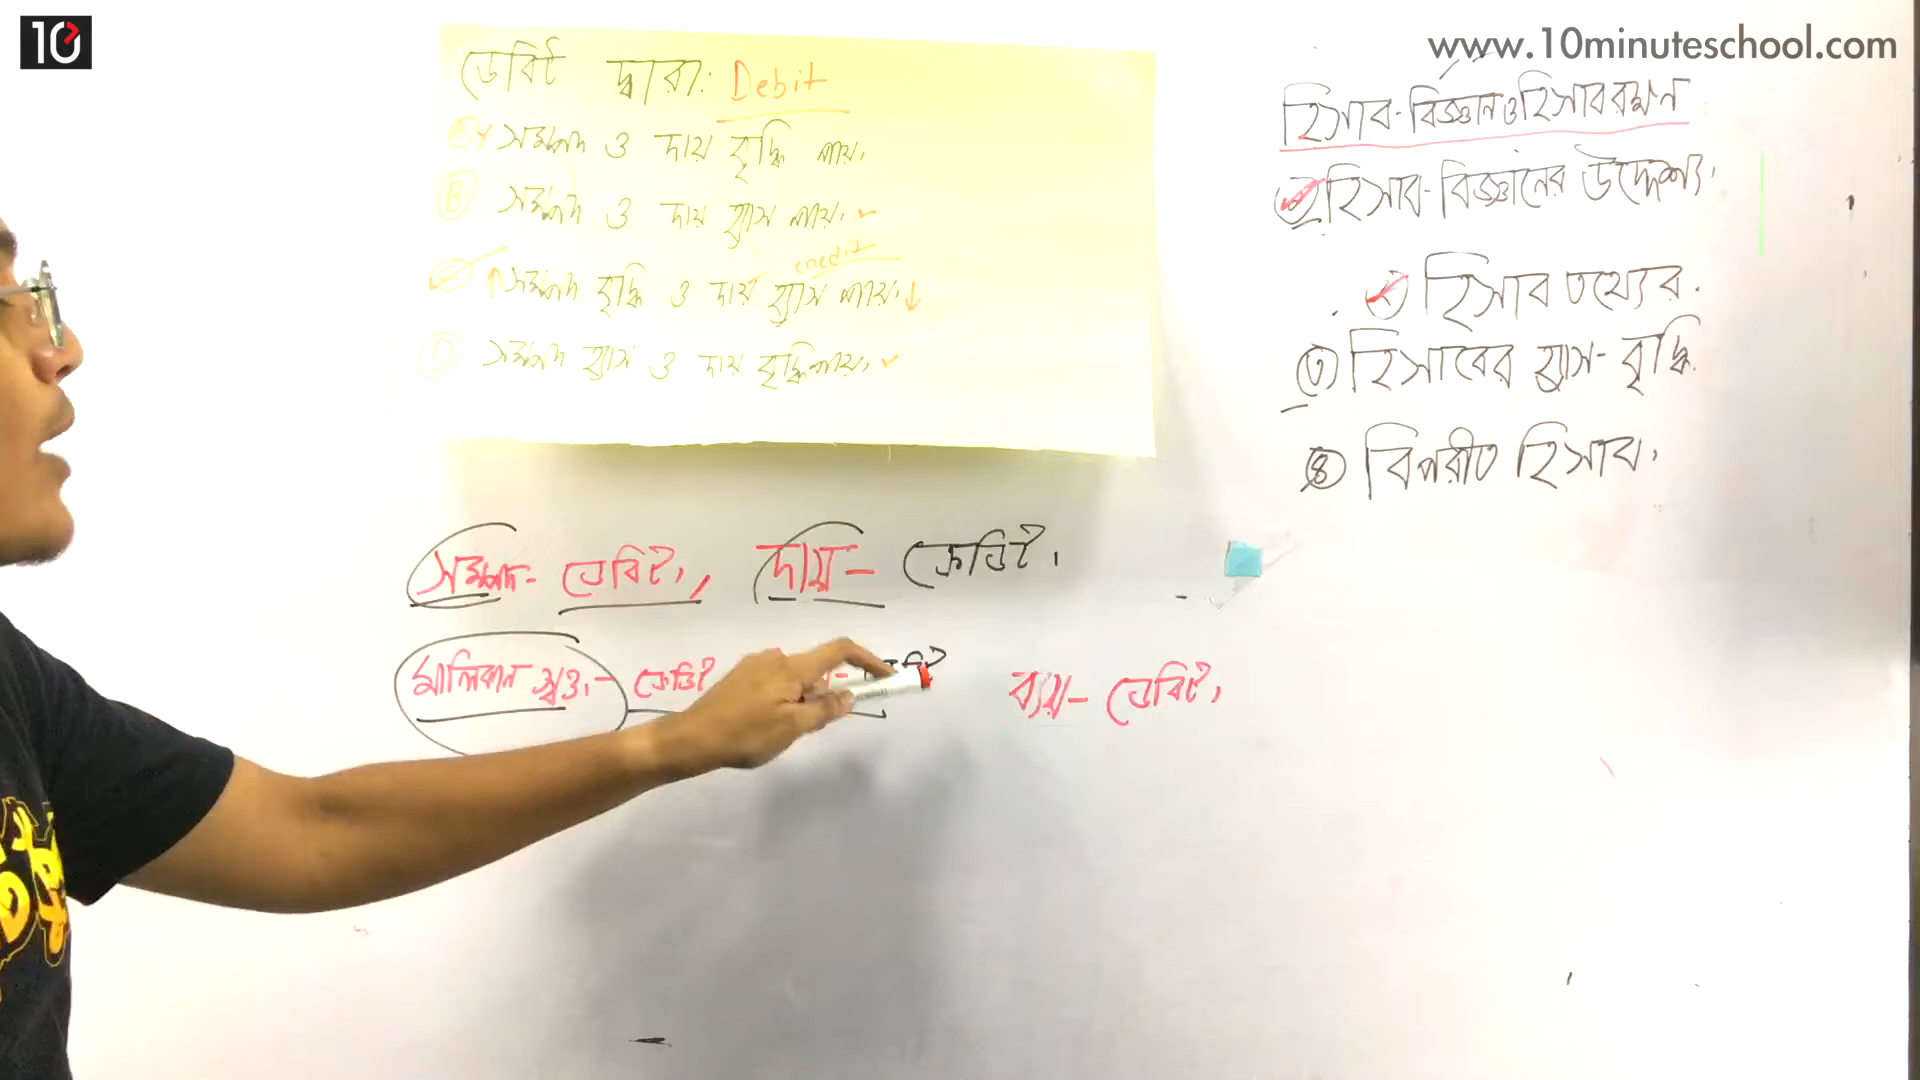 10
www.10minuteschool.com
ডেবিট দ্বারা: Debit
সম্পদ ও দায় বৃদ্ধি পায়।
B সম্পদ ও দায় হ্রাস পায়।
credit
সম্পদ বৃদ্ধি ও দায় হ্রাস পায়।
D সম্পদ হ্রাস ও দায় বৃদ্ধি পায়।
সম্পদ - ডেবিট, দায় - ক্রেডিট।
মালিকানা স্বত্ব - ক্রেডিট
ব্যয় - ডেবিট,
হিসাব-বিজ্ঞান ও হিসাবরক্ষণ
হিসাব-বিজ্ঞানের উদ্দেশ্য।
হিসাব তথ্যের
৩ হিসাবের হ্রাস-বৃদ্ধি
৪ বিপরীত হিসাব।